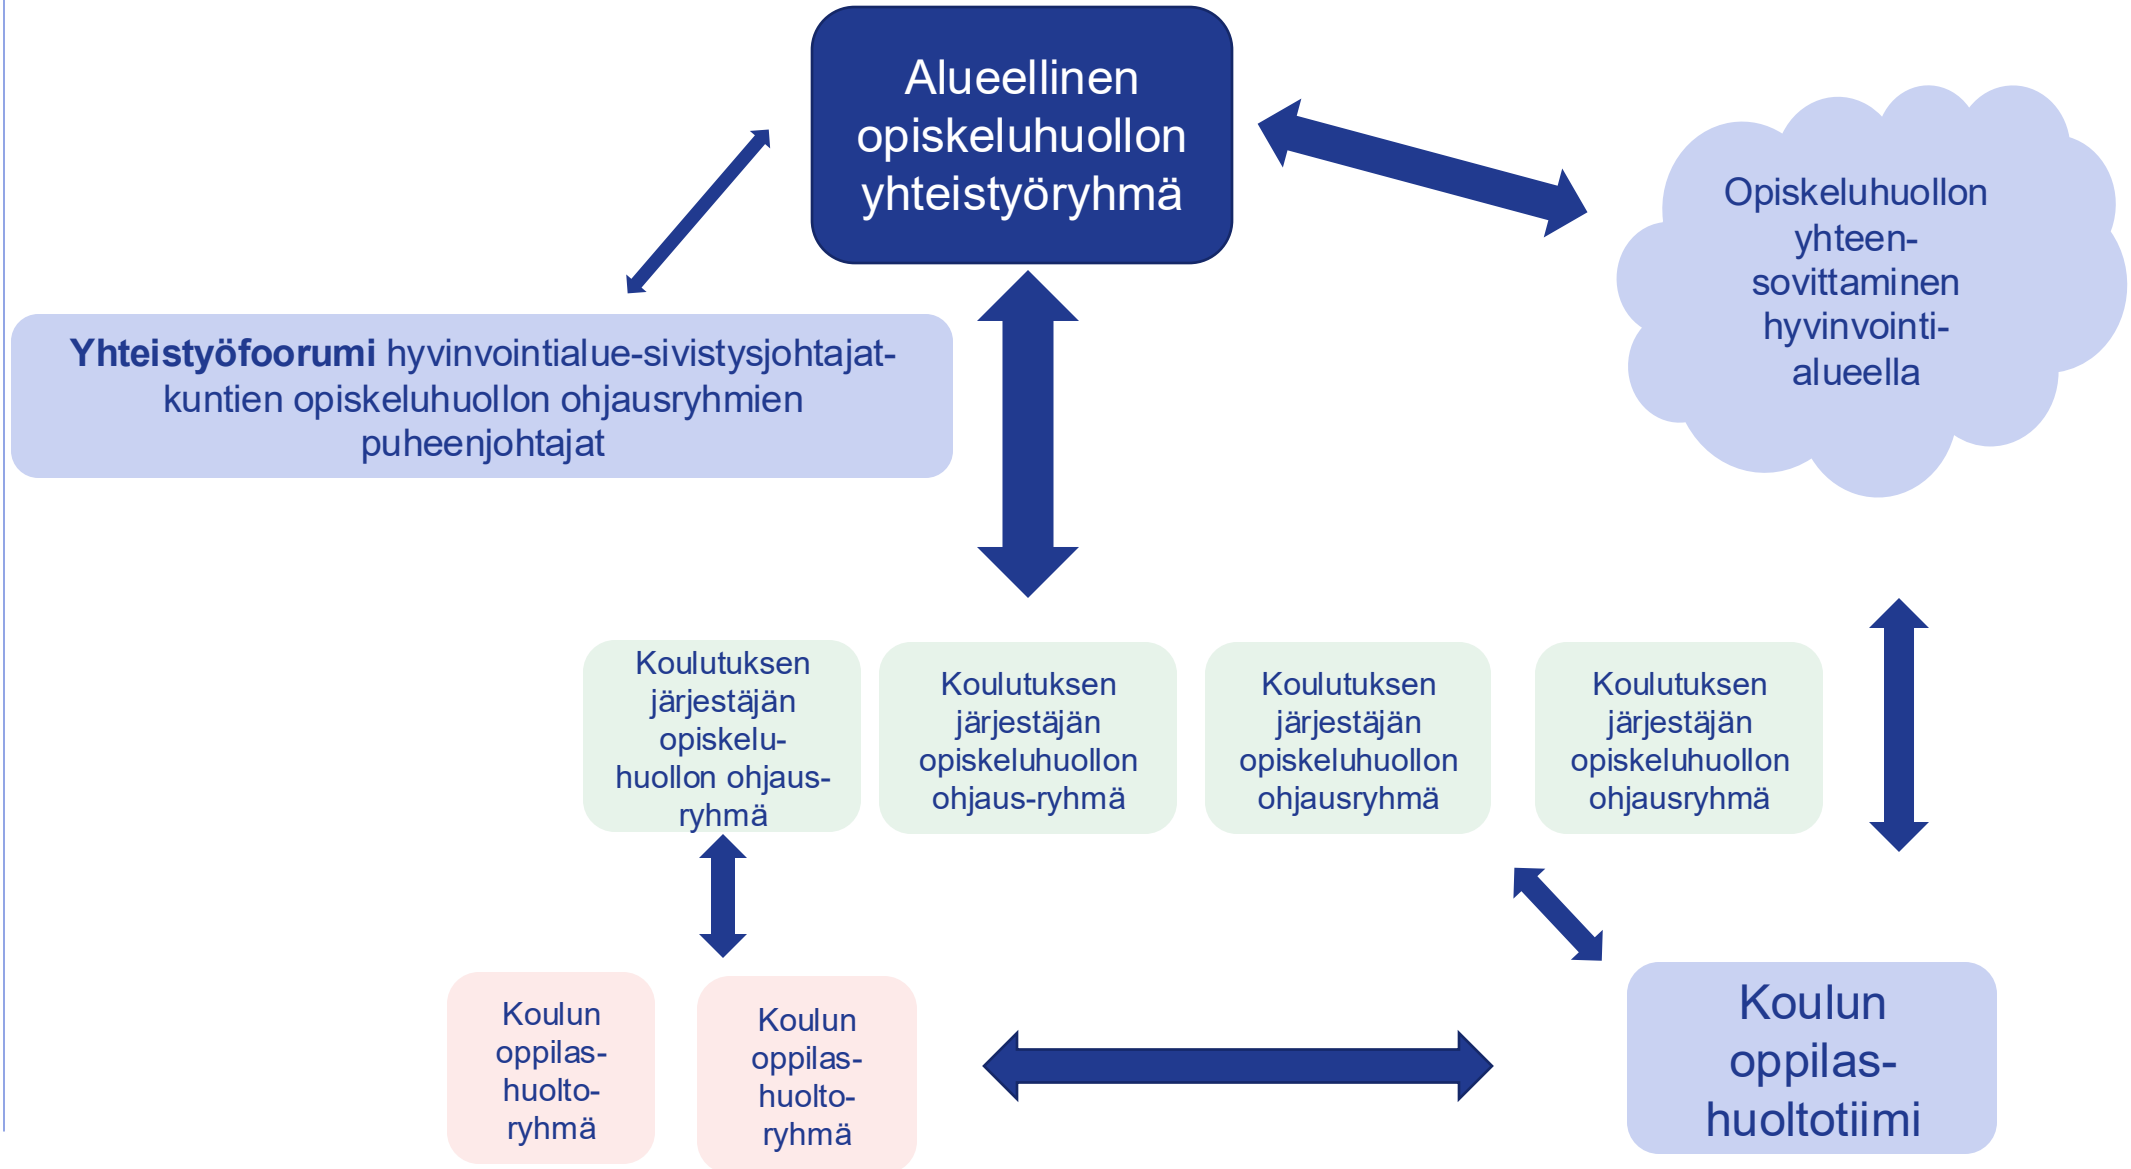 Alueellinen
opiskeluhuollon
yhteistyöryhmä
Opiskeluhuollon
yhteen-
sovittaminen
hyvinvointi-
alueella
Yhteistyöfoorumi hyvinvointialue-sivistysjohtajat-
kuntien opiskeluhuollon ohjausryhmien
puheenjohtajat
Koulutuksen
järjestäjän
opiskelu-
huollon ohjaus-
ryhmä
Koulutuksen
järjestäjän
opiskeluhuollon
ohjaus-ryhmä
Koulutuksen
järjestäjän
opiskeluhuollon
ohjausryhmä
Koulutuksen
järjestäjän
opiskeluhuollon
ohjausryhmä
Koulun
oppilas-
huolto-
ryhmä
Koulun
oppilas-
huolto-
ryhmä
Koulun
oppilas-
huoltotiimi